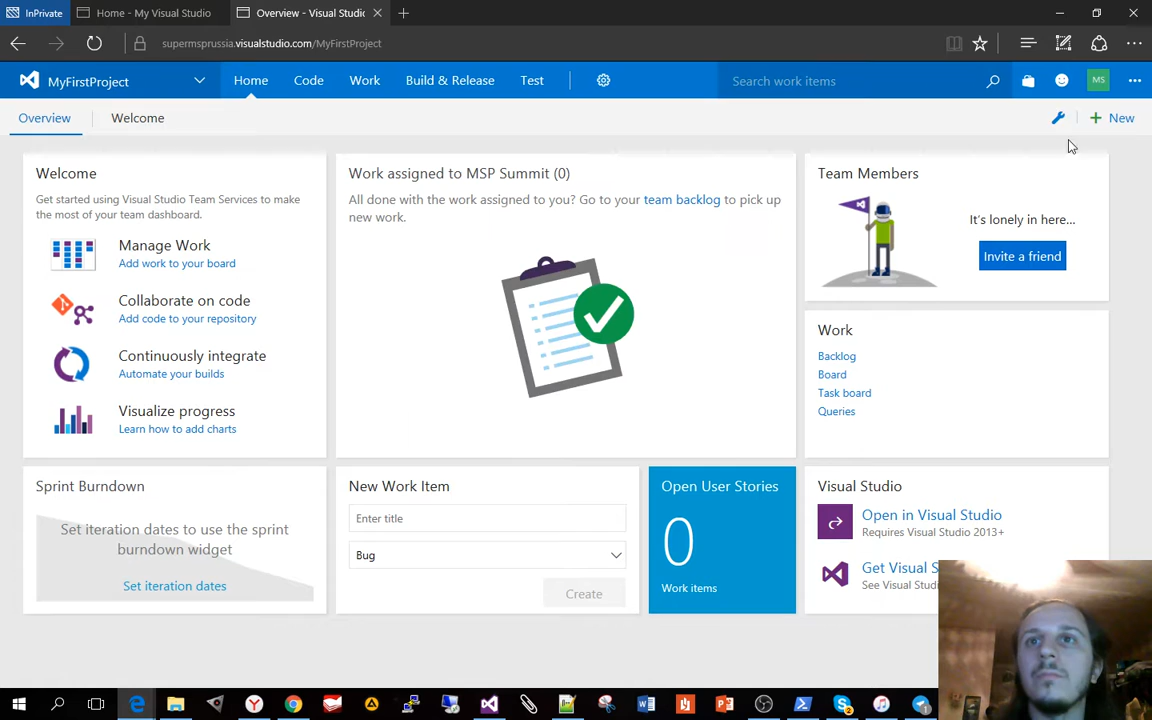 InPrivate
Home - My Visual Studio
Overview - Visual Studio
supermsprussia.visualstudio.com/MyFirstProject
MyFirstProject
Home
Code
Work
Build & Release
Test
Search work items
MS
Overview
Welcome
New
Welcome
Get started using Visual Studio Team Services to make
the most of your team dashboard.
Manage Work
Add work to your board
Collaborate on code
Add code to your repository
Continuously integrate
Automate your builds
Visualize progress
Learn how to add charts
Work assigned to MSP Summit (0)
All done with the work assigned to you? Go to your team backlog to pick up
new work.
Team Members
It's lonely in here...
Invite a friend
Work
Backlog
Board
Task board
Queries
Sprint Burndown
Set iteration dates to use the sprint
burndown widget
Set iteration dates
New Work Item
Enter title
Bug
Create
Open User Stories
0
Work items
Visual Studio
Open in Visual Studio
Requires Visual Studio 2013+
Get Visual S
See Visual Studi